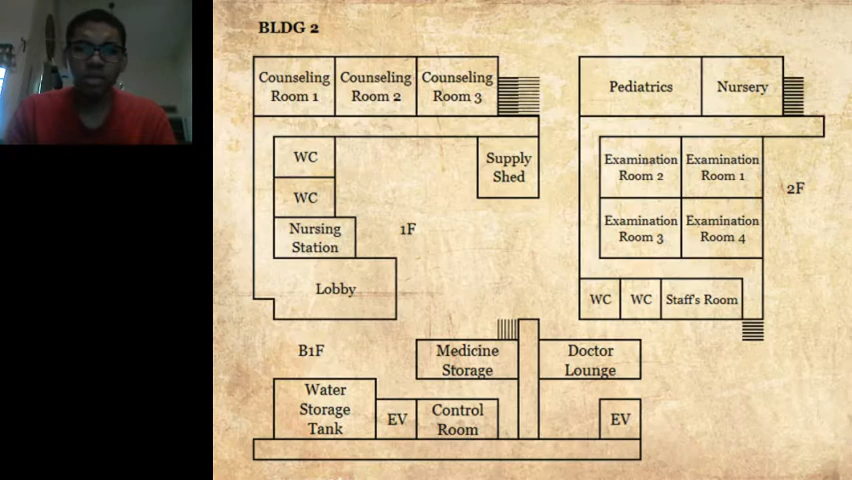 BLDG 2
Counseling
Room 1
Counseling
Room 2
Counseling
Room 3
WC
WC
Nursing
Station
Lobby
Supply
Shed
1F
Pediatrics
Nursery
Examination
Room 2
Examination
Room 1
Examination
Room 3
Examination
Room 4
WC
WC
Staff's Room
2F
B1F
Medicine
Storage
Doctor
Lounge
Water
Storage
Tank
EV
Control
Room
EV